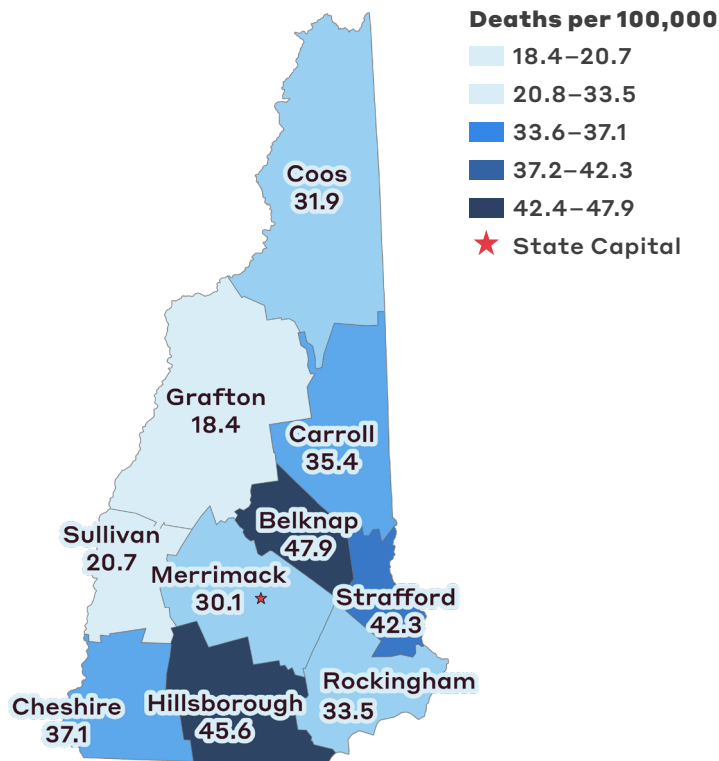 Deaths per 100,000
18.4–20.7
20.8–33.5
33.6–37.1
37.2–42.3
42.4–47.9
State Capital
Coos
31.9
Grafton
18.4
Carroll
35.4
Belknap
47.9
Sullivan
20.7
Merrimack
30.1
Strafford
42.3
Rockingham
33.5
Cheshire
37.1
Hillsborough
45.6